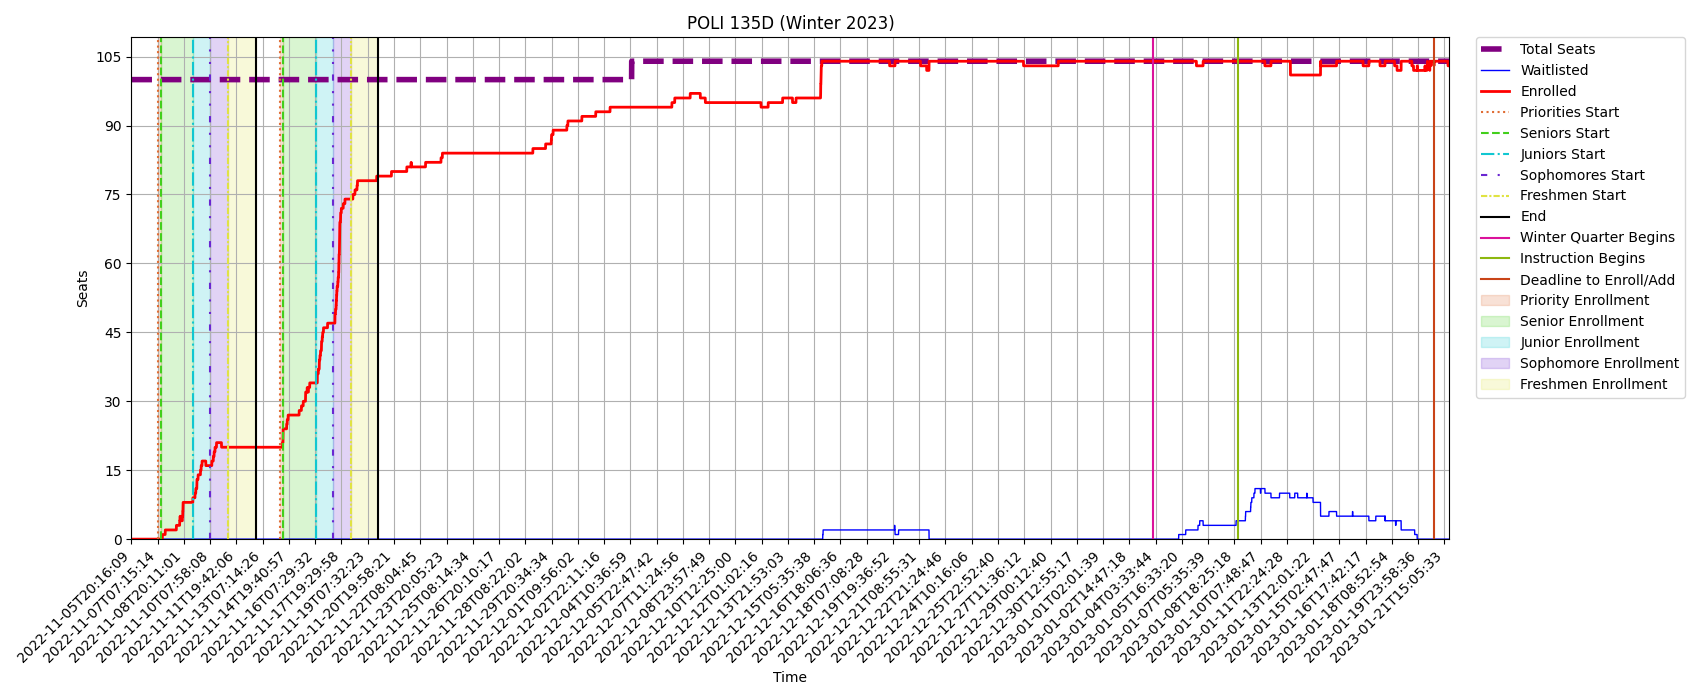 POLI 135D (Winter 2023)
105
90
75
60
45
30
15
0
Seats
2022-11-05T20:16:09
2022-11-07T07:15:14
2022-11-08T20:11:01
2022-11-10T07:58:08
2022-11-11T19:42:06
2022-11-13T07:14:26
2022-11-14T19:40:57
2022-11-16T07:29:32
2022-11-17T19:29:58
2022-11-19T07:32:23
2022-11-20T19:58:21
2022-11-22T08:04:45
2022-11-23T20:05:23
2022-11-25T08:14:34
2022-11-26T20:10:17
2022-11-28T08:22:02
2022-11-29T20:34:34
2022-12-01T09:56:02
2022-12-02T22:11:16
2022-12-04T10:36:59
2022-12-05T22:47:42
2022-12-07T11:24:56
2022-12-08T23:57:49
2022-12-10T12:25:00
2022-12-12T01:02:16
2022-12-13T21:53:03
2022-12-15T05:35:38
2022-12-16T18:06:36
2022-12-18T07:08:28
2022-12-19T19:36:52
2022-12-21T08:55:31
2022-12-22T21:24:46
2022-12-24T10:16:06
2022-12-25T22:52:40
2022-12-27T11:36:12
2022-12-29T00:12:40
2022-12-30T12:55:17
2023-01-01T02:01:39
2023-01-02T14:47:18
2023-01-04T03:33:44
2023-01-05T16:33:20
2023-01-07T05:35:39
2023-01-08T18:25:18
2023-01-10T07:48:47
2023-01-11T22:24:28
2023-01-13T12:01:22
2023-01-15T02:47:47
2023-01-16T17:42:17
2023-01-18T08:52:54
2023-01-19T23:58:36
2023-01-21T15:05:33
Time
Total Seats
Waitlisted
Enrolled
Priorities Start
Seniors Start
Juniors Start
Sophomores Start
Freshmen Start
End
Winter Quarter Begins
Instruction Begins
Deadline to Enroll/Add
Priority Enrollment
Senior Enrollment
Junior Enrollment
Sophomore Enrollment
Freshmen Enrollment